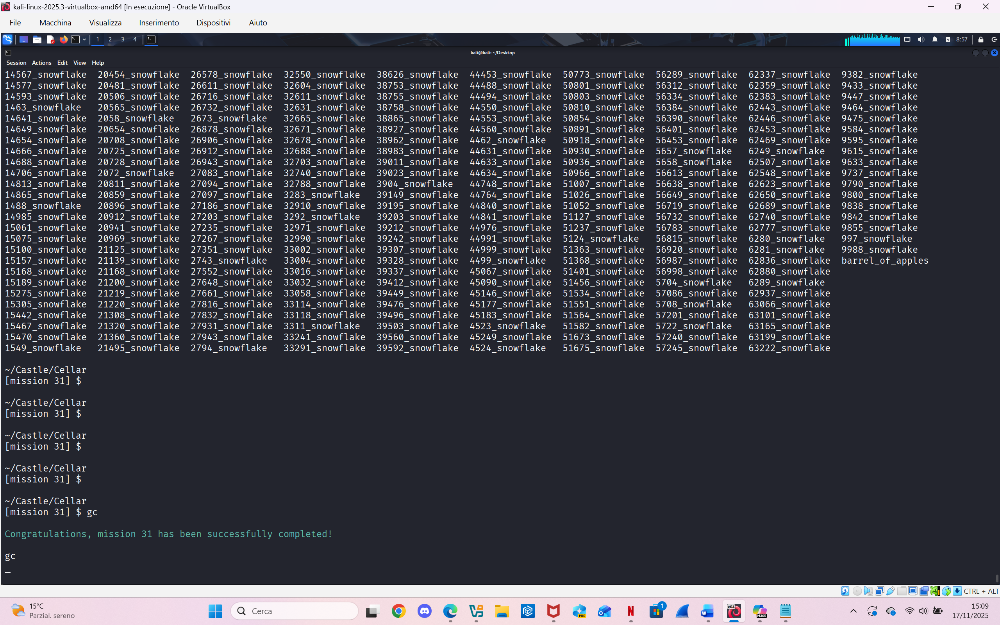 kali-linux-2025.3-virtualbox-amd64 [In esecuzione] - Oracle VirtualBox
File Macchina Visualizza Inserimento Dispositivi Aiuto
1 2 3 4 8:57
kali@kali: ~/Desktop
Session Actions Edit View Help
14567_snowflake 20454_snowflake 26578_snowflake 32550_snowflake 38626_snowflake 44453_snowflake 50773_snowflake 56289_snowflake 62337_snowflake 9382_snowflake
14577_snowflake 20481_snowflake 26611_snowflake 32604_snowflake 38753_snowflake 44488_snowflake 50801_snowflake 56312_snowflake 62359_snowflake 9433_snowflake
14593_snowflake 20506_snowflake 26716_snowflake 32611_snowflake 38755_snowflake 44494_snowflake 50803_snowflake 56334_snowflake 62383_snowflake 9447_snowflake
1463_snowflake 20565_snowflake 26732_snowflake 32631_snowflake 38758_snowflake 44550_snowflake 50810_snowflake 56384_snowflake 62443_snowflake 9464_snowflake
14641_snowflake 2058_snowflake 2673_snowflake 32665_snowflake 38865_snowflake 44553_snowflake 50854_snowflake 56390_snowflake 62446_snowflake 9475_snowflake
14649_snowflake 20654_snowflake 26878_snowflake 32671_snowflake 38927_snowflake 44560_snowflake 50891_snowflake 56401_snowflake 62453_snowflake 9584_snowflake
14654_snowflake 20708_snowflake 26906_snowflake 32678_snowflake 38962_snowflake 4462_snowflake 50918_snowflake 56453_snowflake 62469_snowflake 9595_snowflake
14666_snowflake 20725_snowflake 26912_snowflake 32688_snowflake 38983_snowflake 44631_snowflake 50930_snowflake 5657_snowflake 6249_snowflake 9615_snowflake
14688_snowflake 20728_snowflake 26943_snowflake 32703_snowflake 39011_snowflake 44633_snowflake 50936_snowflake 5658_snowflake 62507_snowflake 9633_snowflake
14706_snowflake 2072_snowflake 27083_snowflake 32740_snowflake 39023_snowflake 44634_snowflake 50966_snowflake 56613_snowflake 62548_snowflake 9737_snowflake
14813_snowflake 20811_snowflake 27094_snowflake 32788_snowflake 3904_snowflake 44748_snowflake 51007_snowflake 56638_snowflake 62623_snowflake 9790_snowflake
14865_snowflake 20859_snowflake 27097_snowflake 3283_snowflake 39149_snowflake 44764_snowflake 51026_snowflake 56649_snowflake 62650_snowflake 9800_snowflake
1488_snowflake 20896_snowflake 27186_snowflake 32910_snowflake 39195_snowflake 44840_snowflake 51052_snowflake 56719_snowflake 62689_snowflake 9838_snowflake
14985_snowflake 20912_snowflake 27203_snowflake 3292_snowflake 39203_snowflake 44841_snowflake 51127_snowflake 56732_snowflake 62740_snowflake 9842_snowflake
15061_snowflake 20941_snowflake 27235_snowflake 32971_snowflake 39212_snowflake 44976_snowflake 51237_snowflake 56783_snowflake 62777_snowflake 9855_snowflake
15075_snowflake 20969_snowflake 27267_snowflake 32990_snowflake 39242_snowflake 44991_snowflake 5124_snowflake 56815_snowflake 6280_snowflake 997_snowflake
15100_snowflake 21125_snowflake 27351_snowflake 33002_snowflake 39307_snowflake 44999_snowflake 51363_snowflake 56920_snowflake 6281_snowflake 9988_snowflake
15157_snowflake 21139_snowflake 2743_snowflake 33004_snowflake 39328_snowflake 4499_snowflake 51368_snowflake 56987_snowflake 62836_snowflake barrel_of_apples
15168_snowflake 21168_snowflake 27552_snowflake 33016_snowflake 39337_snowflake 45067_snowflake 51401_snowflake 56998_snowflake 62880_snowflake
15189_snowflake 21200_snowflake 27648_snowflake 33032_snowflake 39412_snowflake 45090_snowflake 51456_snowflake 5704_snowflake 6289_snowflake
15275_snowflake 21219_snowflake 27661_snowflake 33058_snowflake 39449_snowflake 45146_snowflake 51534_snowflake 57086_snowflake 62937_snowflake
15305_snowflake 21220_snowflake 27816_snowflake 33114_snowflake 39476_snowflake 45177_snowflake 51551_snowflake 5708_snowflake 63066_snowflake
15442_snowflake 21308_snowflake 27832_snowflake 33118_snowflake 39496_snowflake 45183_snowflake 51564_snowflake 57201_snowflake 63101_snowflake
15467_snowflake 21320_snowflake 27931_snowflake 3311_snowflake 39503_snowflake 4523_snowflake 51582_snowflake 5722_snowflake 63165_snowflake
15470_snowflake 21360_snowflake 27943_snowflake 33241_snowflake 39560_snowflake 45249_snowflake 51673_snowflake 57240_snowflake 63199_snowflake
1549_snowflake 21495_snowflake 2794_snowflake 33291_snowflake 39592_snowflake 4524_snowflake 51675_snowflake 57245_snowflake 63222_snowflake
~/Castle/Cellar
[mission 31] $
~/Castle/Cellar
[mission 31] $
~/Castle/Cellar
[mission 31] $
~/Castle/Cellar
[mission 31] $
~/Castle/Cellar
[mission 31] $ gc
Congratulations, mission 31 has been successfully completed!
gc
_
CTRL + ALT
15°C
Parzial. sereno
Cerca
PRE
N
1
W
x64
M365
15:09
17/11/2025